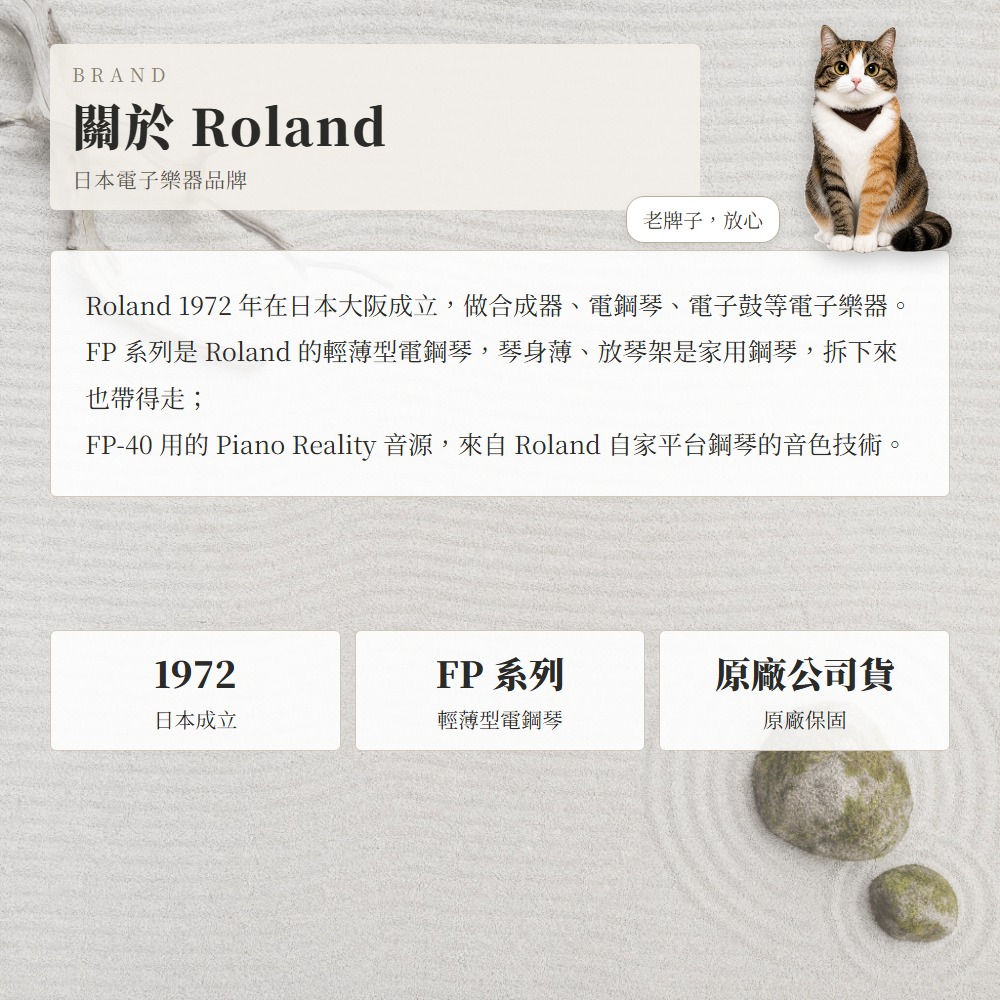 BRAND
關於 Roland
日本電子樂器品牌
老牌子，放心
Roland 1972 年在日本大阪成立，做合成器、電鋼琴、電子鼓等電子樂器。
FP 系列是 Roland 的輕薄型電鋼琴，琴身薄、放琴架是家用鋼琴，拆下來
也帶得走；
FP-40 用的 Piano Reality 音源，來自 Roland 自家平台鋼琴的音色技術。
1972
日本成立
FP 系列
輕薄型電鋼琴
原廠公司貨
原廠保固